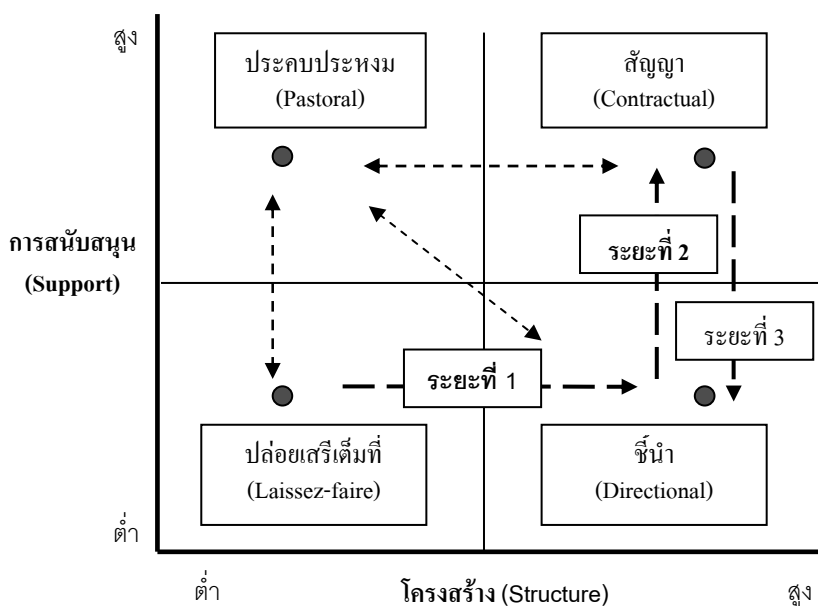 สูง
ประคบประหงม
(Pastoral)
สัญญา
(Contractual)
การสนับสนุน
(Support)
ระยะที่ 2
ระยะที่ 3
ระยะที่ 1
ปล่อยเสรีเต็มที่
(Laissez-faire)
ชี้นำ
(Directional)
ต่ำ
ต่ำ
โครงสร้าง (Structure)
สูง